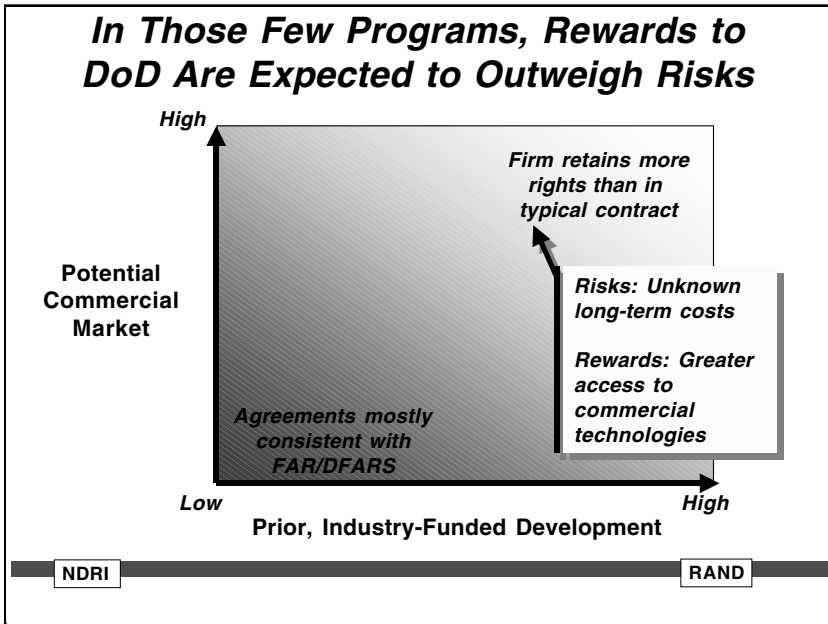 In Those Few Programs, Rewards to
DoD Are Expected to Outweigh Risks
High
Firm retains more
rights than in
typical contract
Potential
Commercial
Market
Risks: Unknown
long-term costs
Rewards: Greater
access to
commercial
technologies
Agreements mostly
consistent with
FAR/DFARS
Low
High
Prior, Industry-Funded Development
NDRI
RAND